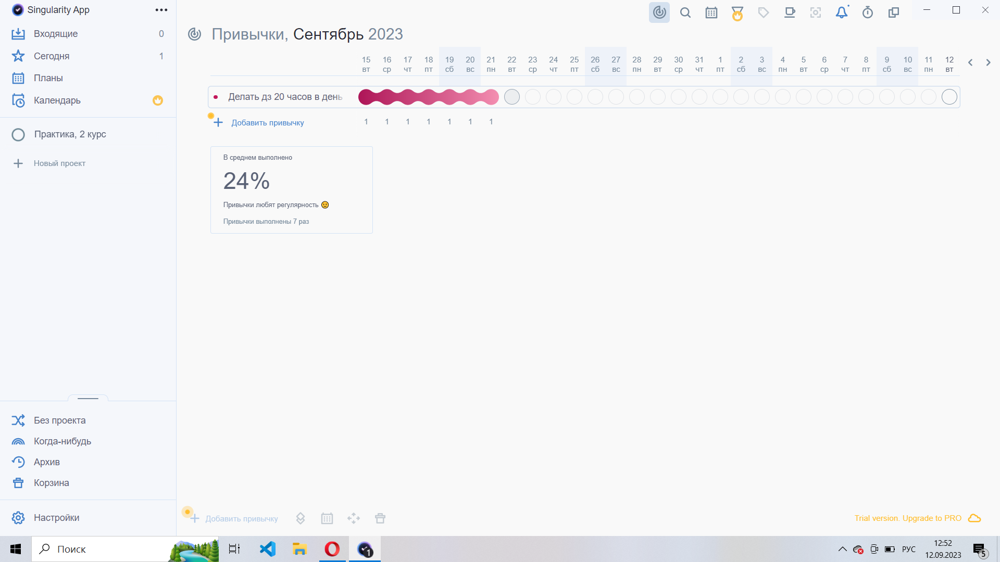 Singularity App
Входящие 0
Сегодня 1
Планы
Календарь
Практика, 2 курс
Новый проект
Без проекта
Когда-нибудь
Архив
Корзина
Настройки
Привычки, Сентябрь 2023
15 16 17 18 19 20 21 22 23 24 25 26 27 28 29 30 31 1 2 3 4 5 6 7 8 9 10 11 12
вт ср чт пт сб вс пн вт ср чт пт сб вс пн вт ср чт пт сб вс пн вт ср чт пт сб вс пн вт
Делать дз 20 часов в день
Добавить привычку 1 1 1 1 1 1 1
В среднем выполнено
24%
Привычки любят регулярность 😉
Привычки выполнены 7 раз
Добавить привычку
Trial version. Upgrade to PRO
Поиск
1
РУС
12:52
12.09.2023
5